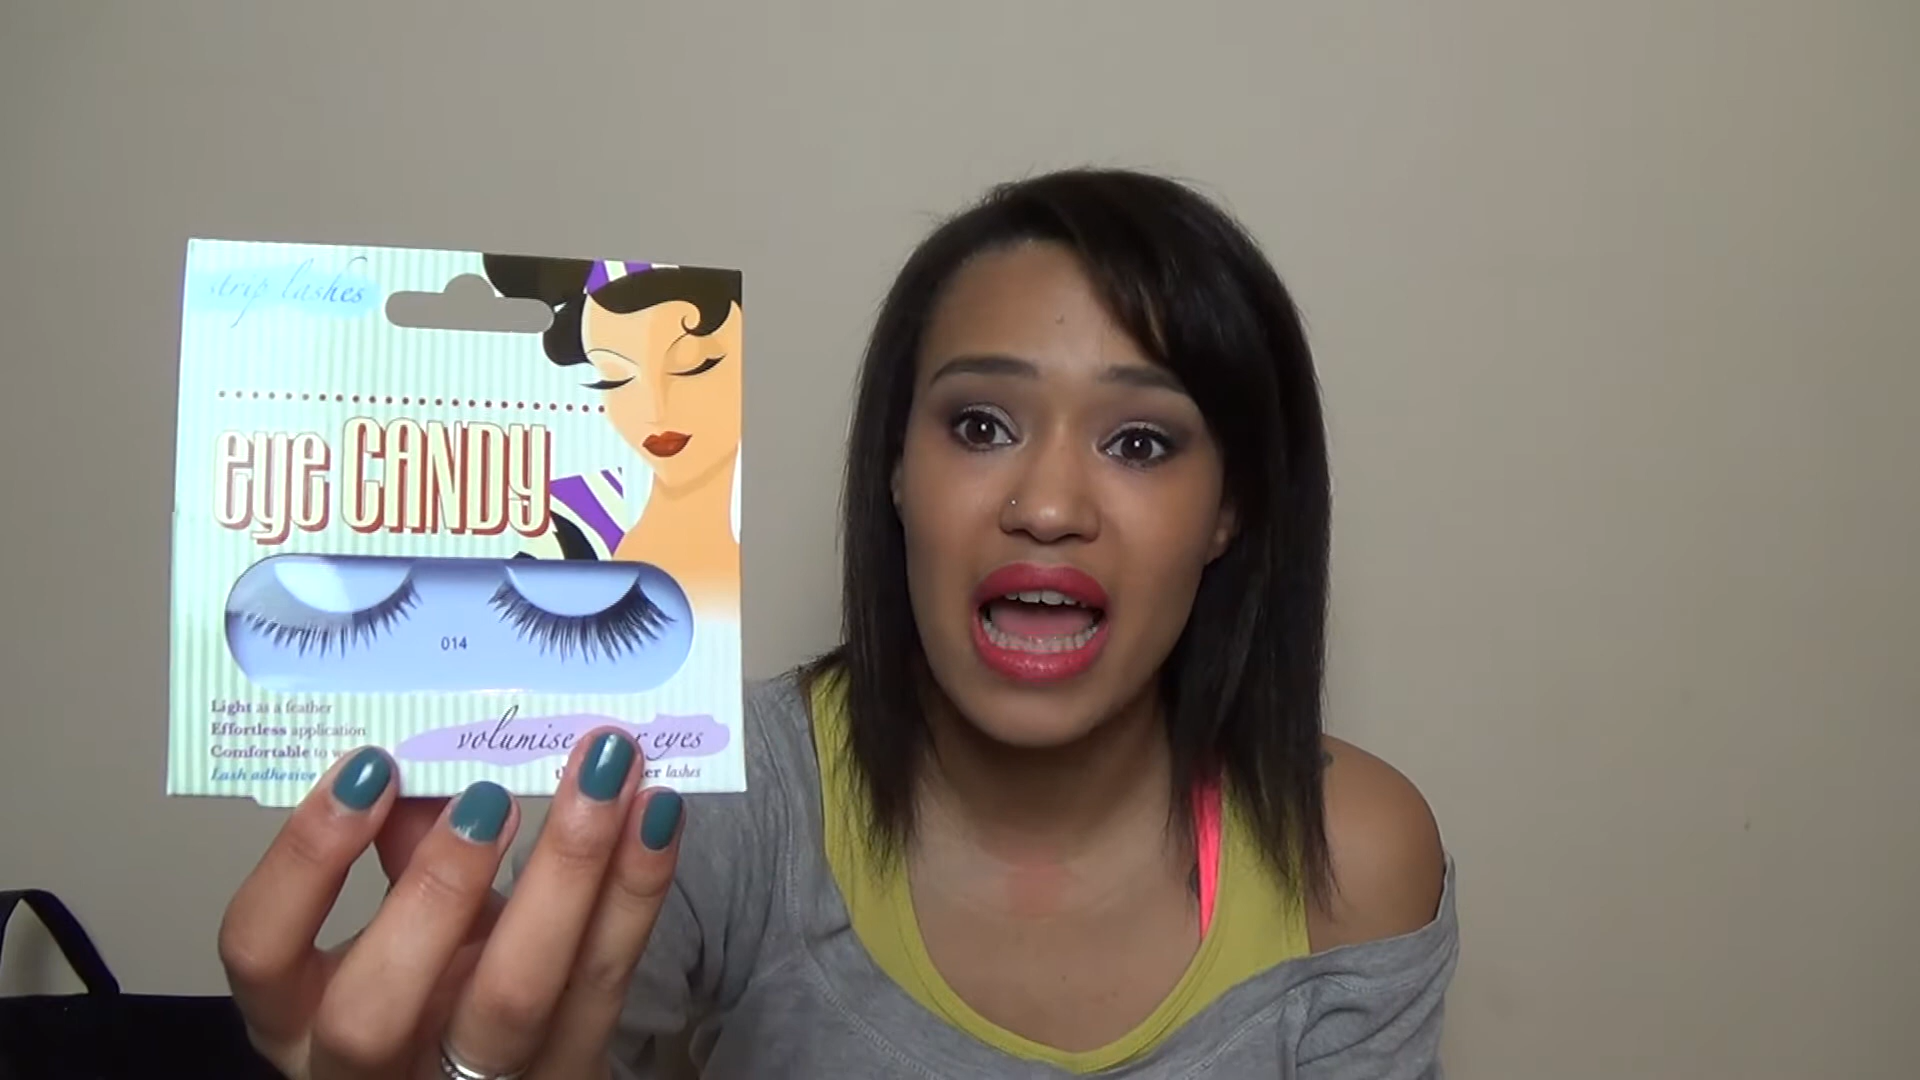 strip lashes
eye CANDY
014
Light as a feather
Effortless application
Comfortable to
Lash adhesive
volumise eyes
lashes